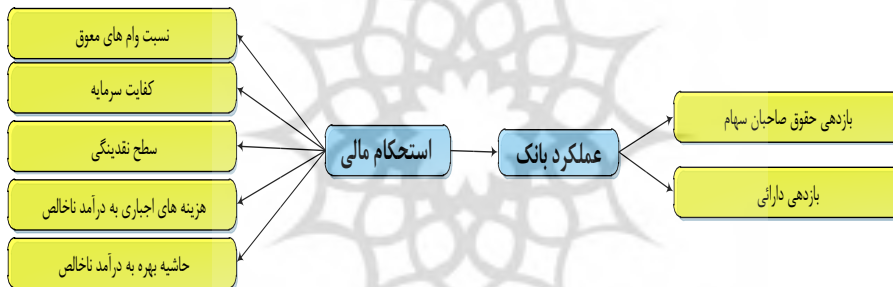 نسبت وام های معوق
کفایت سرمایه
سطح نقدینگی
هزینه های اجباری به درآمد ناخالص
حاشیه بهره به درآمد ناخالص
استحکام مالی
عملکرد بانک
بازدهی حقوق صاحبان سهام
بازدهی دارائی